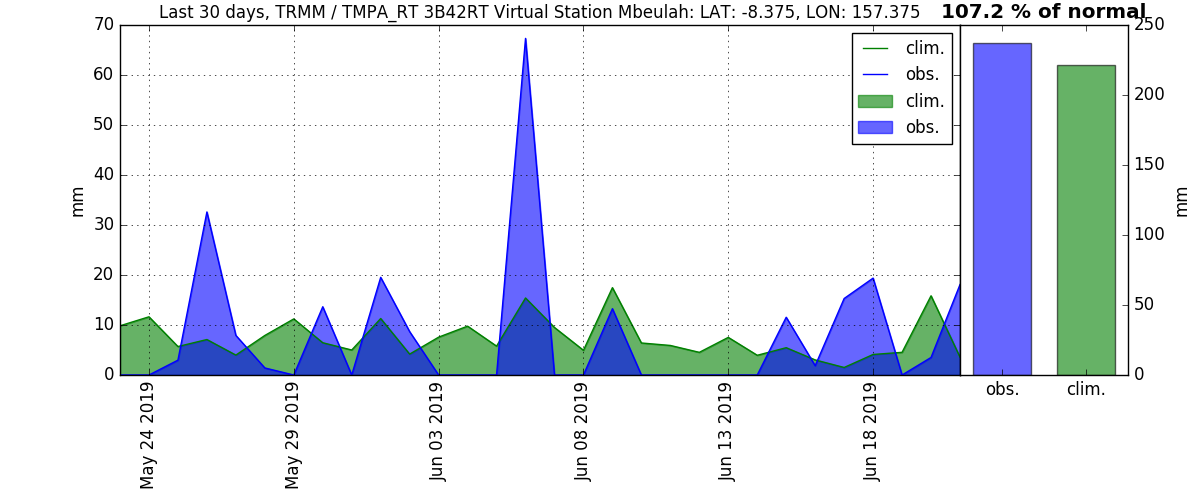 Last 30 days, TRMM / TMPA_RT 3B42RT Virtual Station Mbeulah: LAT: -8.375, LON: 157.375
107.2 % of normal
mm
70
60
50
40
30
20
10
0
clim.
obs.
clim.
obs.
May 24 2019
May 29 2019
Jun 03 2019
Jun 08 2019
Jun 13 2019
Jun 18 2019
obs.
clim.
250
200
150
100
50
0
mm